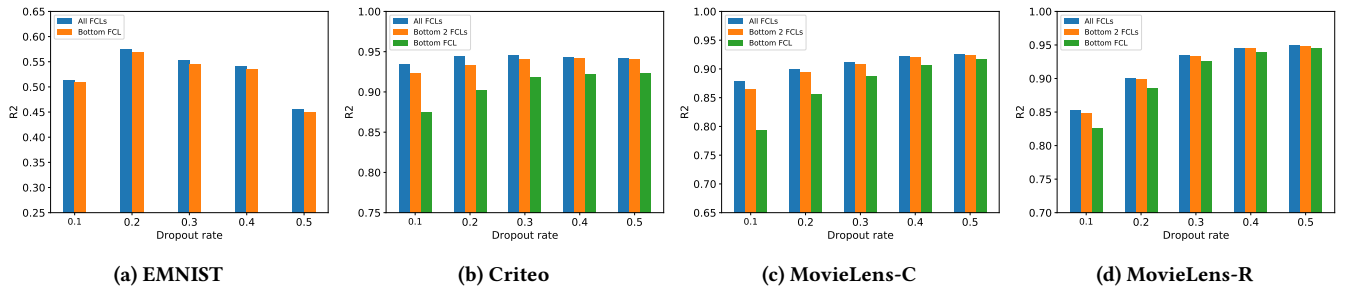 0.65
0.60
0.55
0.50
0.45
0.40
0.35
0.30
0.25
R2
All FCLs
Bottom FCL
0.1 0.2 0.3 0.4 0.5
Dropout rate
(a) EMNIST
1.00
0.95
0.90
0.85
0.80
0.75
R2
All FCLs
Bottom 2 FCLs
Bottom FCL
0.1 0.2 0.3 0.4 0.5
Dropout rate
(b) Criteo
1.00
0.95
0.90
0.85
0.80
0.75
0.70
0.65
R2
All FCLs
Bottom 2 FCLs
Bottom FCL
0.1 0.2 0.3 0.4 0.5
Dropout rate
(c) MovieLens-C
1.00
0.95
0.90
0.85
0.80
0.75
0.70
R2
All FCLs
Bottom 2 FCLs
Bottom FCL
0.1 0.2 0.3 0.4 0.5
Dropout rate
(d) MovieLens-R